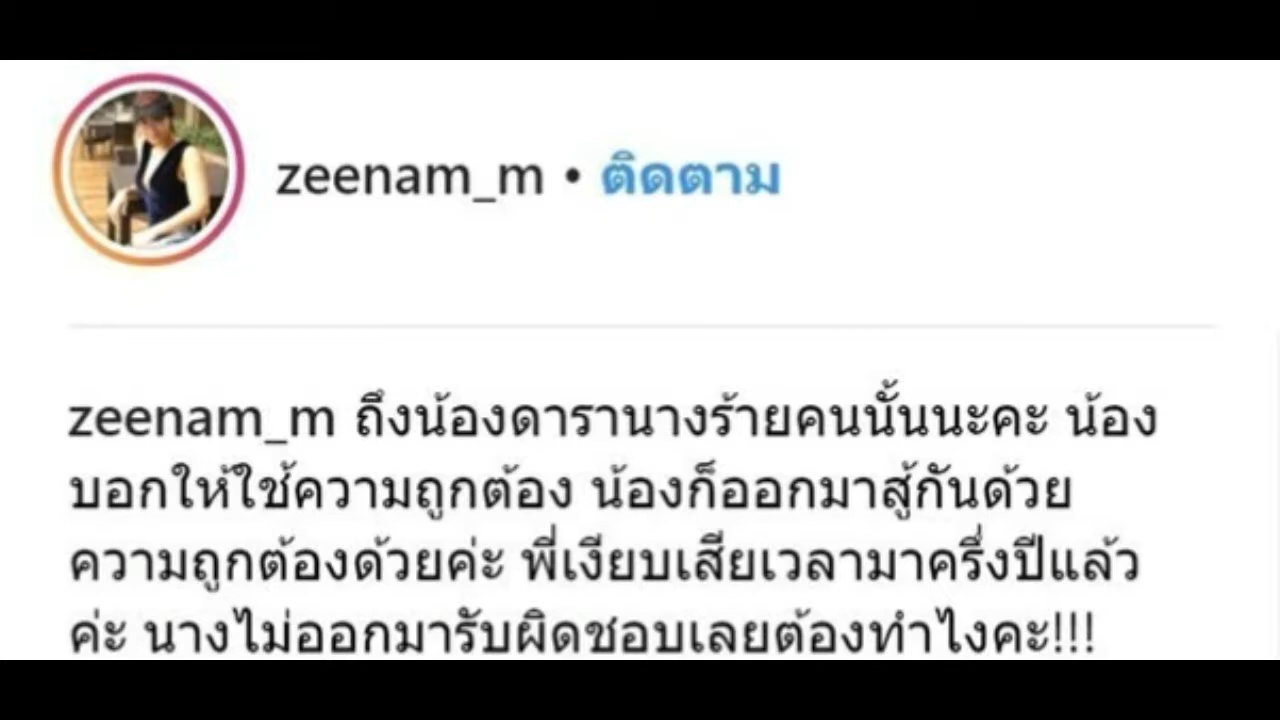 zeenam_m • ติดตาม
zeenam_m ถึงน้องดารานางร้ายคนนั้นนะคะ น้อง
บอกให้ใช้ความถูกต้อง น้องก็ออกมาสู้กันด้วย
ความถูกต้องด้วยค่ะ พี่เงียบเสียเวลามาครึ่งปีแล้ว
ค่ะ นางไม่ออกมารับผิดชอบเลยต้องทำไงคะ!!!